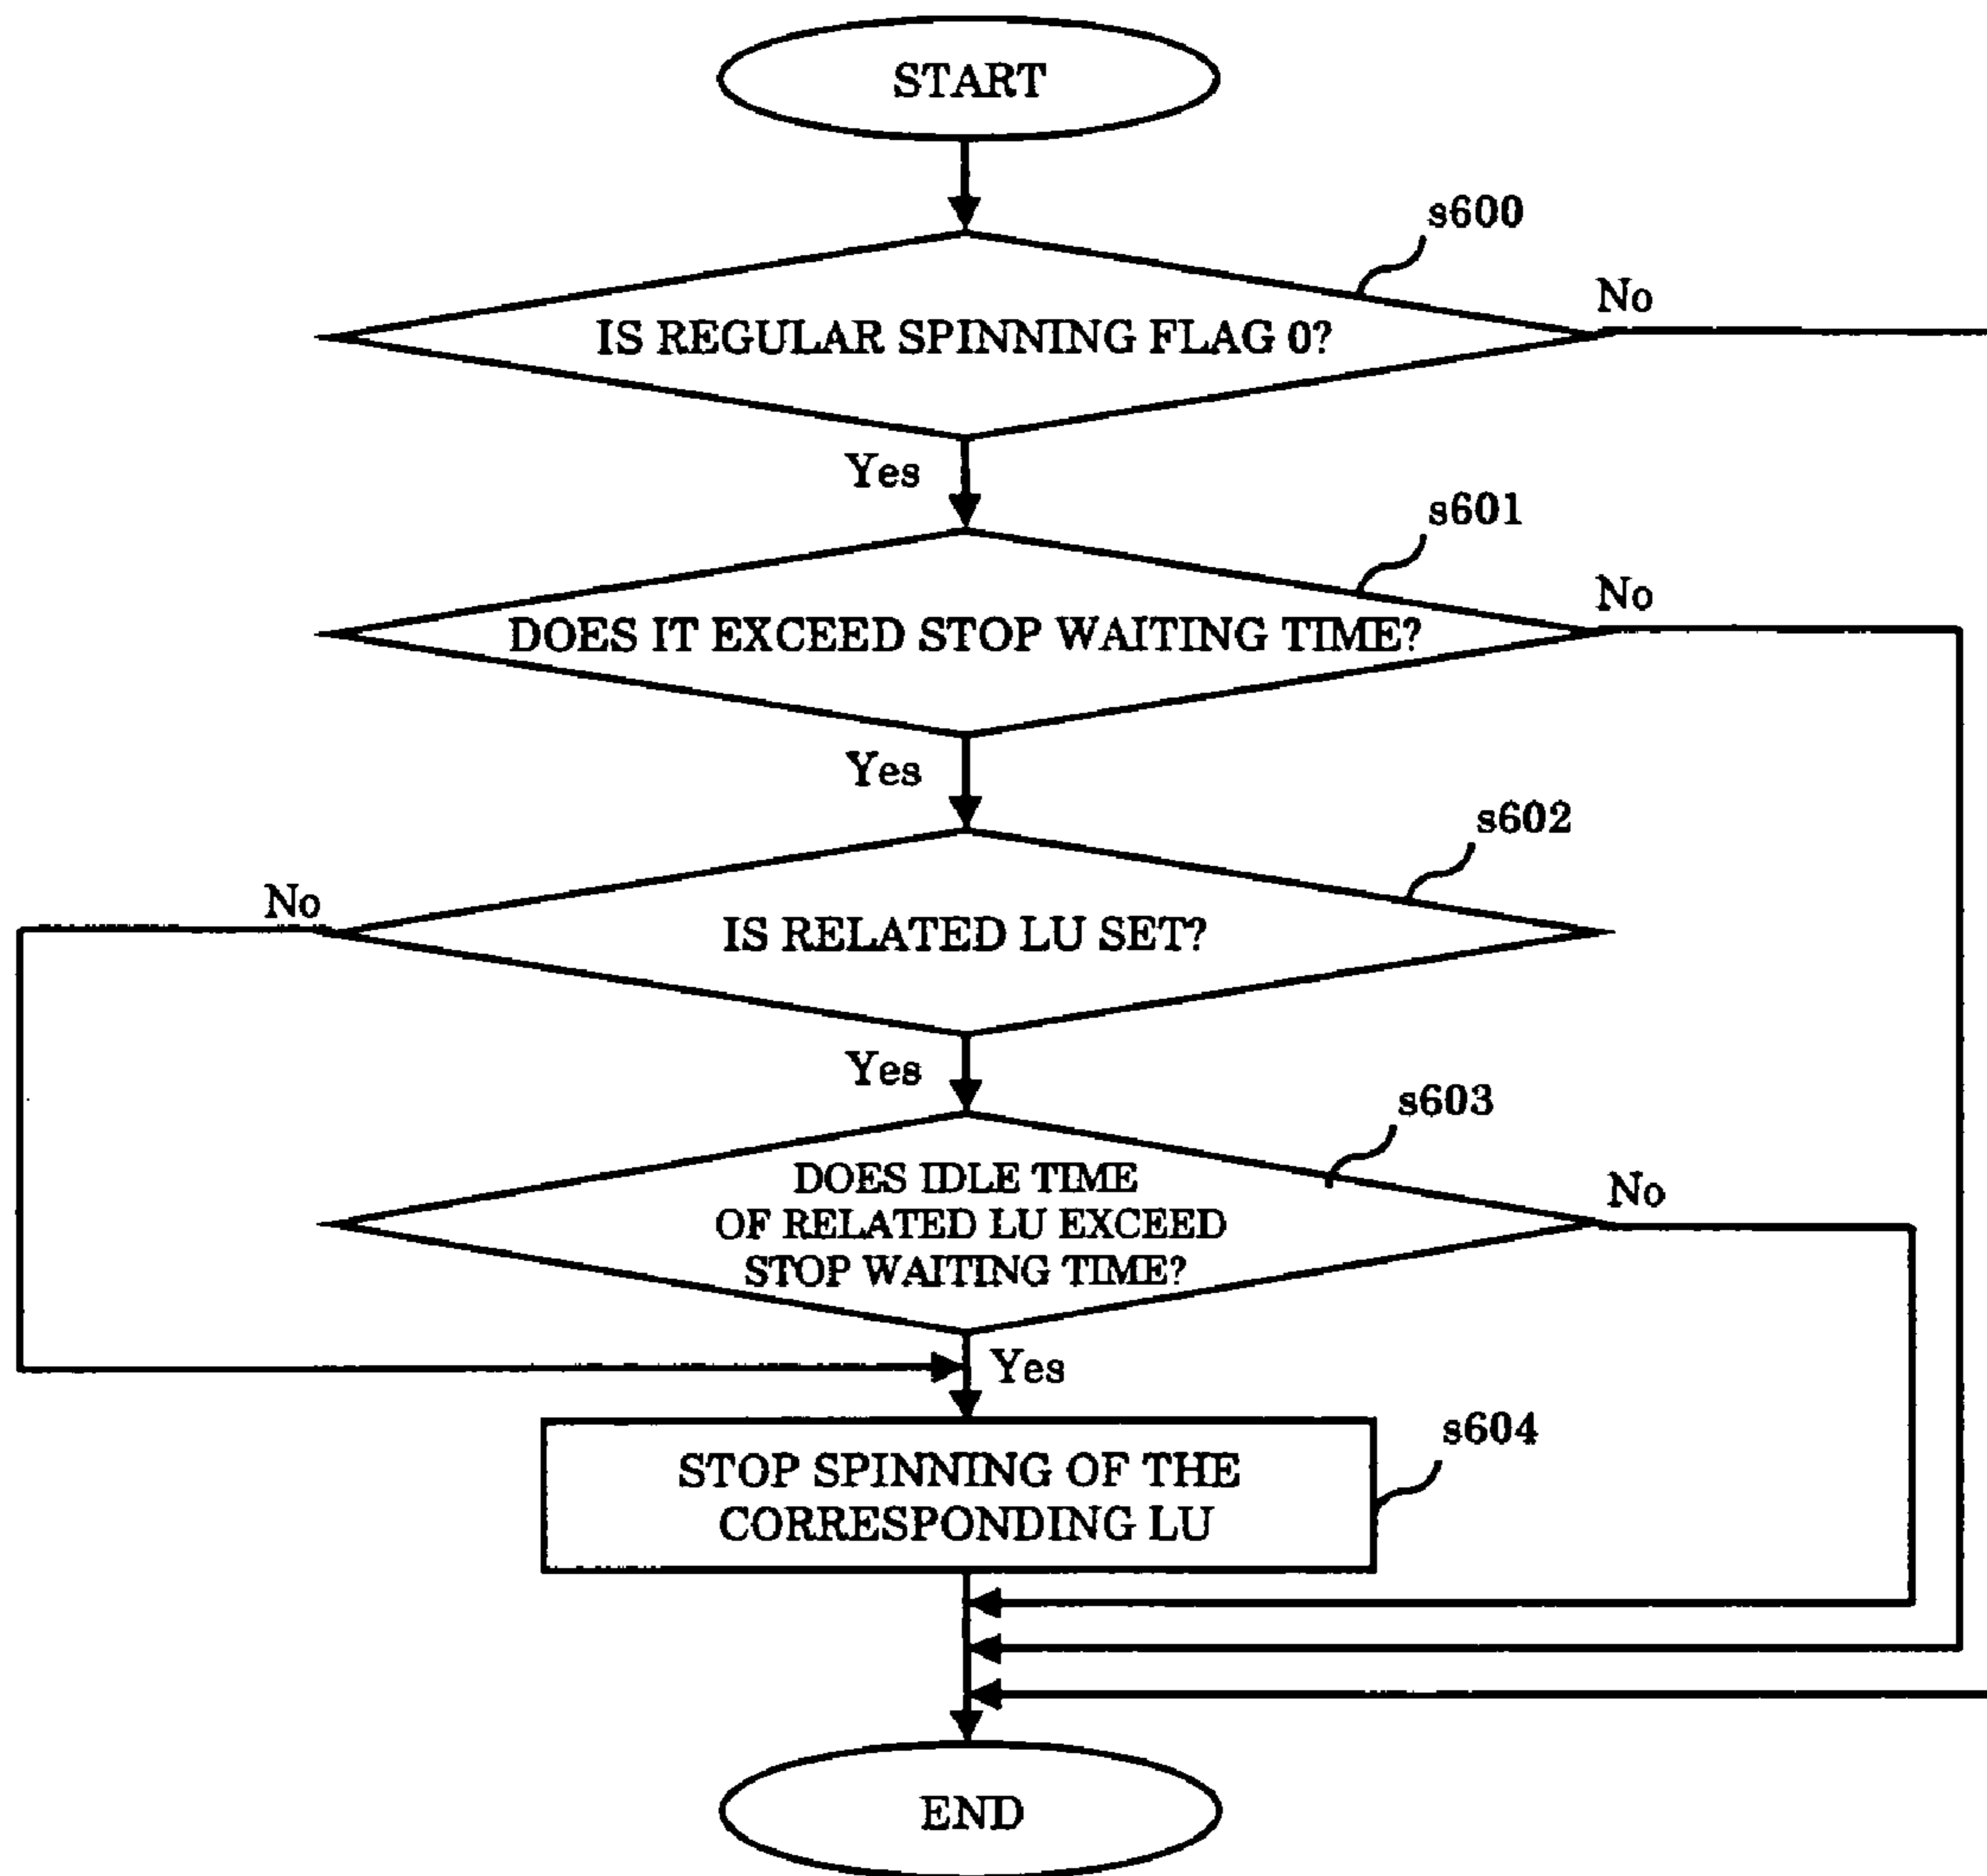 START
s600
No
IS REGULAR SPINNING FLAG 0?
Yes
s601
No
DOES IT EXCEED STOP WAITING TIME?
Yes
s602
No
IS RELATED LU SET?
Yes
s603
No
DOES IDLE TIME
OF RELATED LU EXCEED
STOP WAITING TIME?
Yes
s604
STOP SPINNING OF THE
CORRESPONDING LU
END